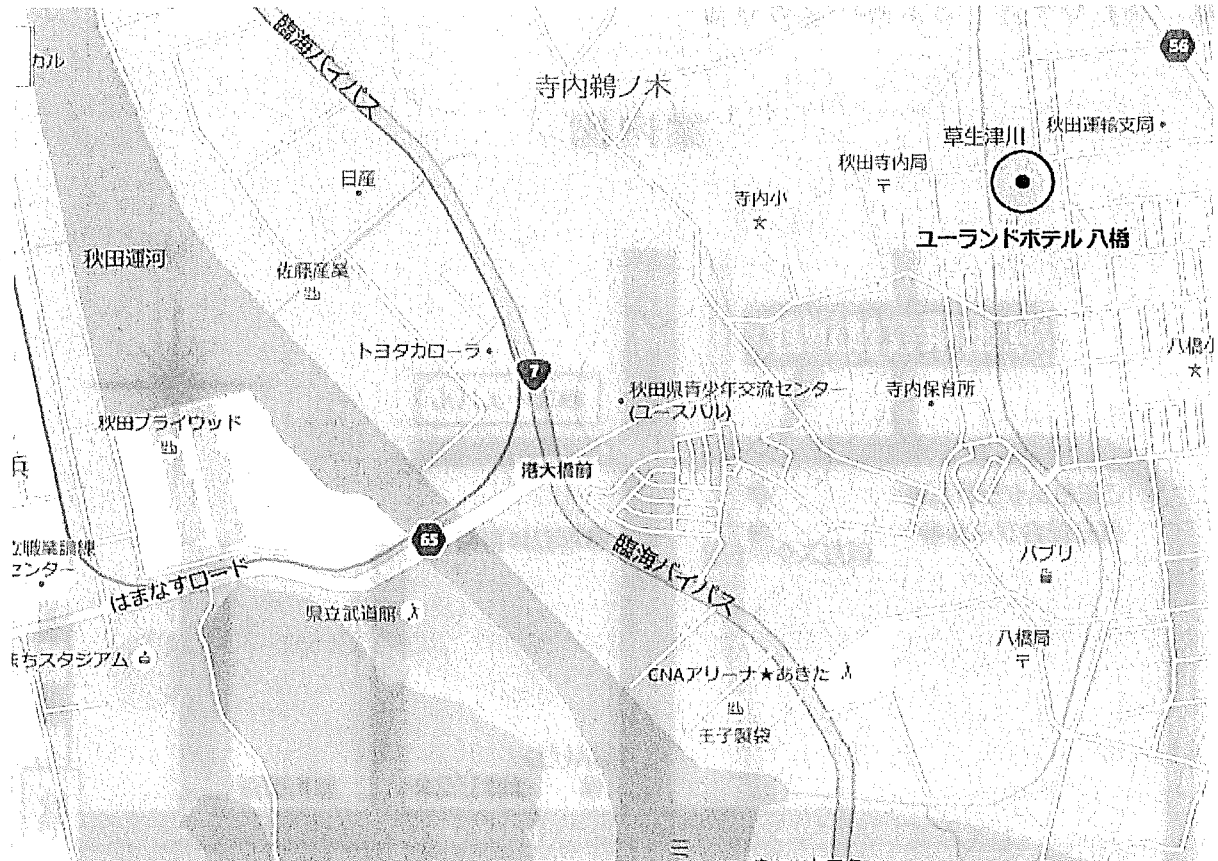 カル
臨海バイパス
寺内鵜ノ木
56
草生津川
秋田運輸支局
秋田寺内局
日産
寺内小
ユーランドホテル 八橋
秋田運河
佐藤産業
トヨタカローラ
7
八橋小
秋田県青少年交流センター
(ユースパル)
寺内保育所
秋田プライウッド
浜
港大橋前
65
立職業訓練
センター
はまなすロード
臨海バイパス
パブリ
県立武道館
八橋局
まちスタジアム
CNAアリーナ★あきた
王子製袋